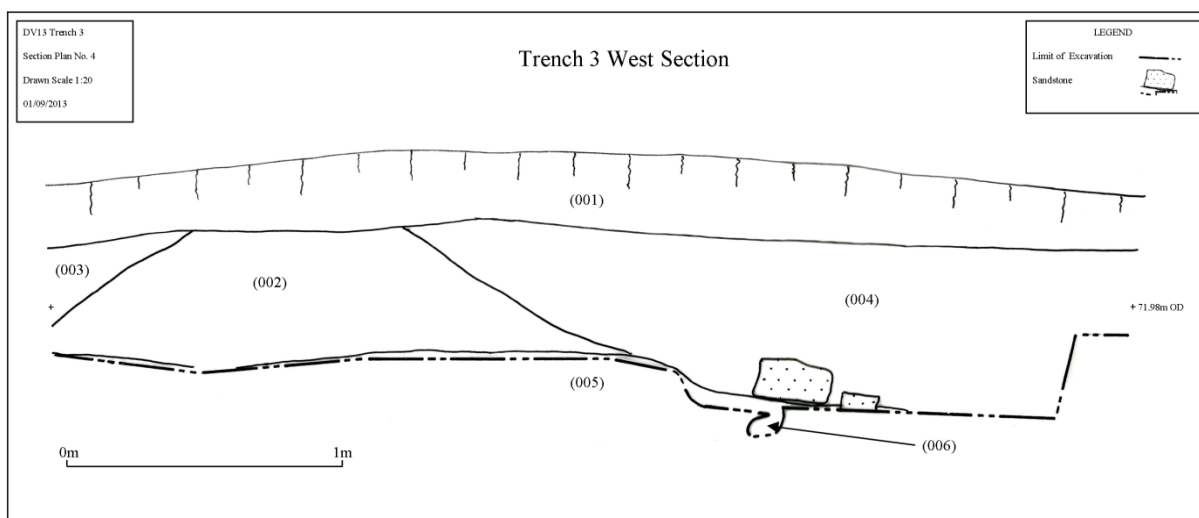 DV13 Trench 3
Section Plan No. 4
Drawn Scale 1:20
01/09/2013
Trench 3 West Section
LEGEND
Limit of Excavation
Sandstone
(001)
(003)
(002)
(004)
+
+ 71.98m OD
(005)
(006)
0m
1m